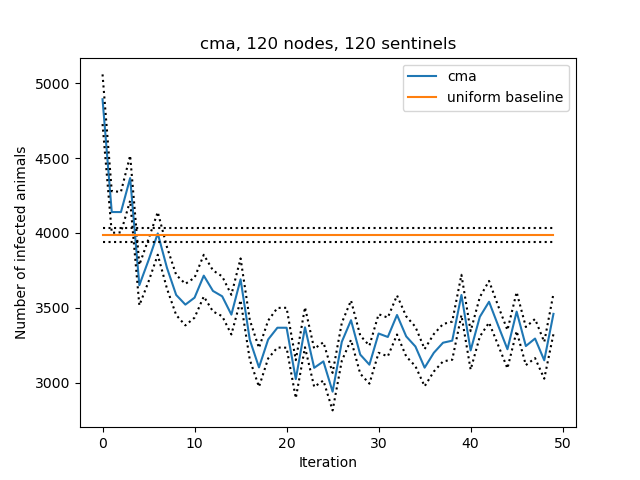 cma, 120 nodes, 120 sentinels
cma
uniform baseline
5000
4500
4000
3500
3000
Number of infected animals
0 10 20 30 40 50
Iteration